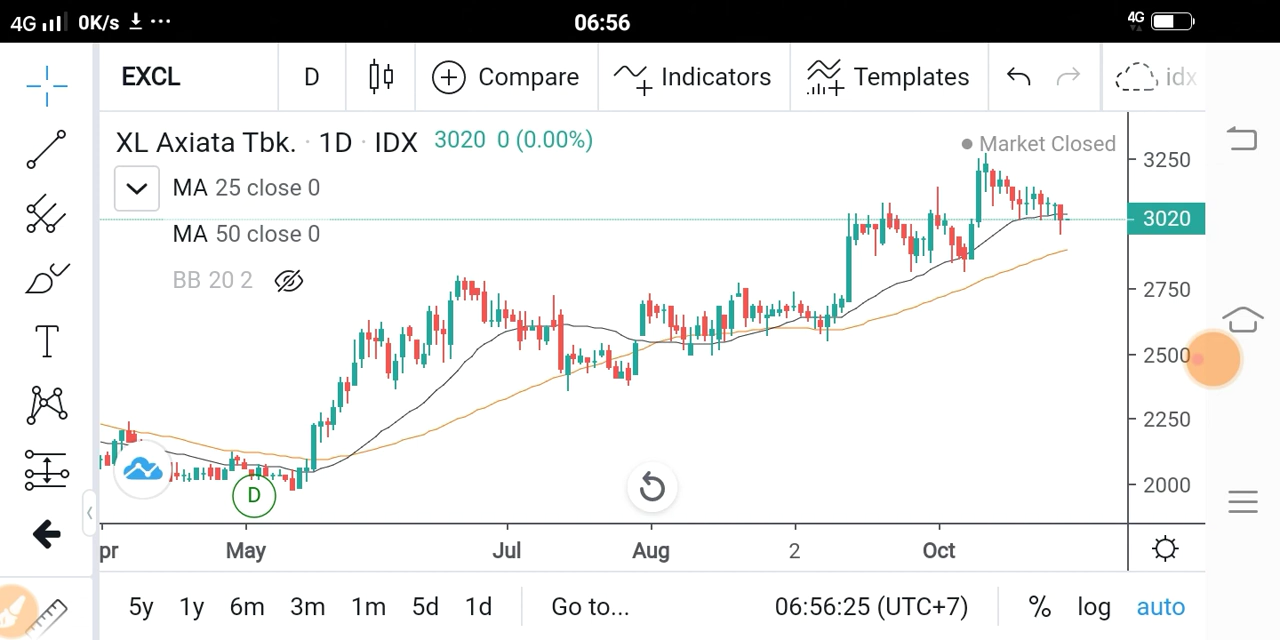 4G 0K/s ... 06:56 4G
EXCL D Compare Indicators Templates idx
XL Axiata Tbk. · 1D · IDX 3020 0 (0.00%) Market Closed
MA 25 close 0
MA 50 close 0
BB 20 2
3250
3020
2750
2500
2250
2000
T
D
pr May Jul Aug 2 Oct
5y 1y 6m 3m 1m 5d 1d Go to... 06:56:25 (UTC+7) % log auto